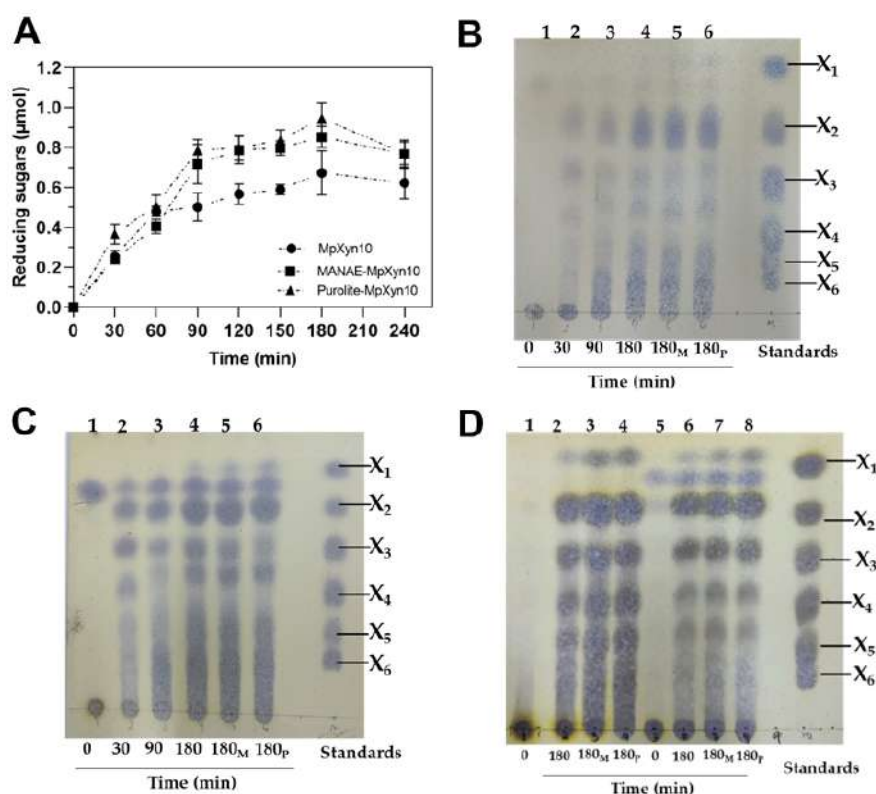 A
Reducing sugars (μmol)
1.2
1.0
0.8
0.6
0.4
0.2
0.0
MpXyn10
MANAE-MpXyn10
Purolite-MpXyn10
0 30 60 90 120 150 180 210 240
Time (min)
B
1 2 3 4 5 6
X₁
X₂
X₃
X₄
X₅
X₆
0 30 90 180 180M 180P Standards
Time (min)
C
1 2 3 4 5 6
X₁
X₂
X₃
X₄
X₅
X₆
0 30 90 180 180M 180P Standards
Time (min)
D
1 2 3 4 5 6 7 8
X₁
X₂
X₃
X₄
X₅
X₆
0 180 180M 180P 0 180 180M 180P Standards
Time (min)